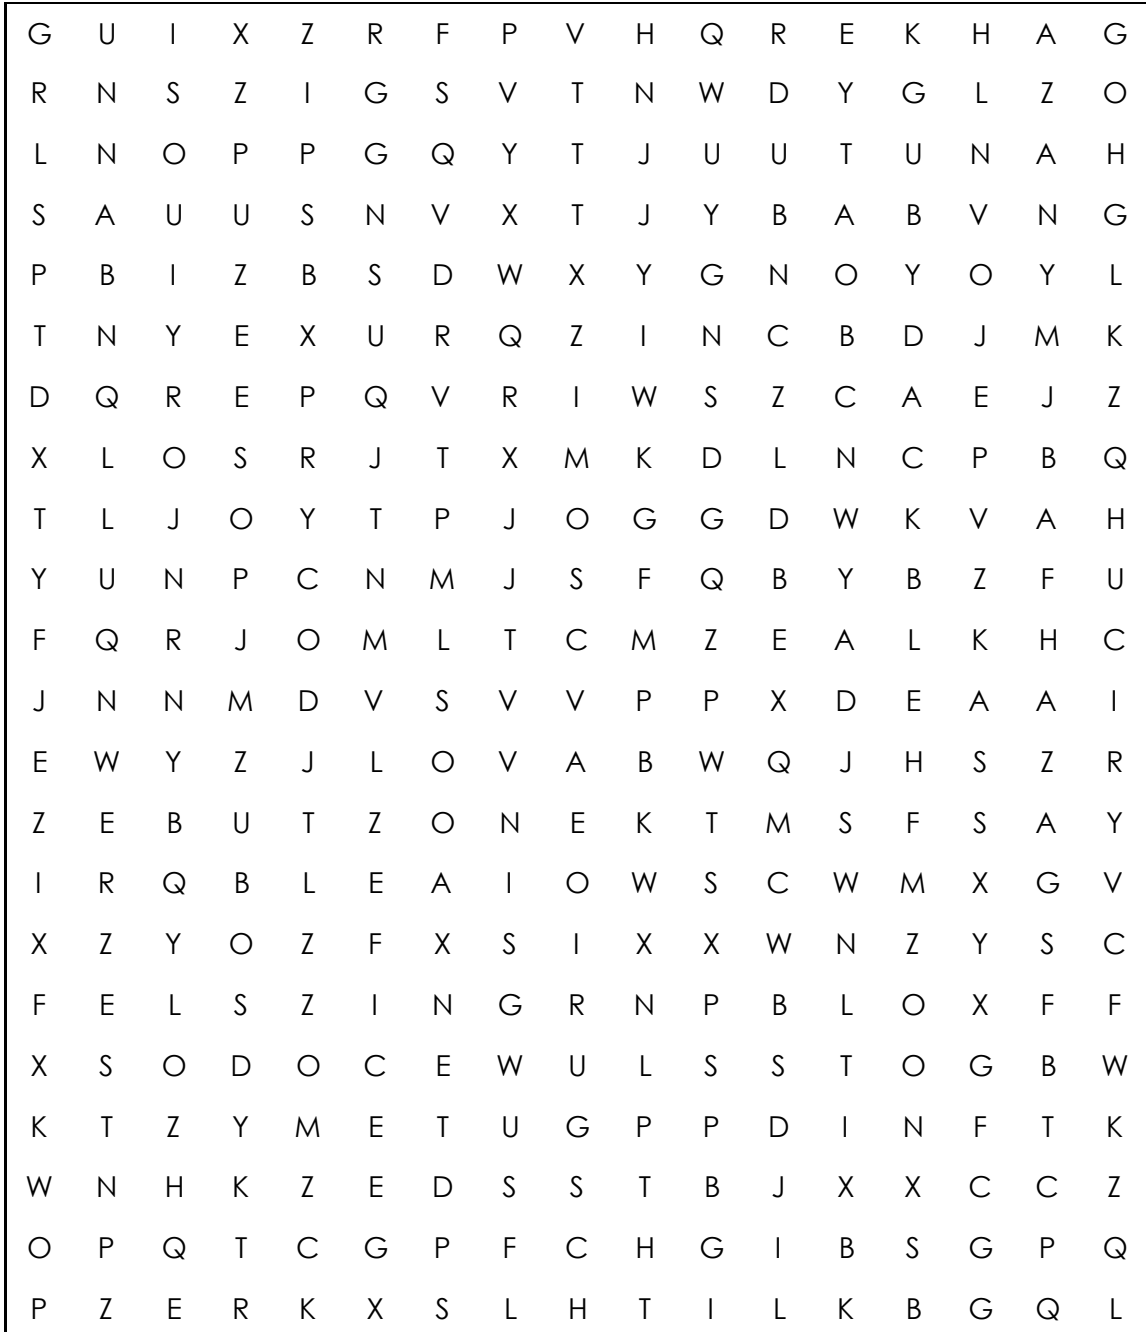 G U I X Z R F P V H Q R E K H A G
R N S Z I G S V T N W D Y G L Z O
L N O P P G Q Y T J U U T U N A H
S A U U S N V X T J Y B A B V N G
P B I Z B S D W X Y G N O Y O Y L
T N Y E X U R Q Z I N C B D J M K
D Q R E P Q V R I W S Z C A E J Z
X L O S R J T X M K D L N C P B Q
T L J O Y T P J O G G D W K V A H
Y U N P C N M J S F Q B Y B Z F U
F Q R J O M L T C M Z E A L K H C
J N N M D V S V V P P X D E A A I
E W Y Z J L O V A B W Q J H S Z R
Z E B U T Z O N E K T M S F S A Y
I R Q B L E A I O W S C W M X G V
X Z Y O Z F X S I X X W N Z Y S C
F E L S Z I N G R N P B L O X F F
X S O D O C E W U L S S T O G B W
K T Z Y M E T U G P P D I N F T K
W N H K Z E D S S T B J X X C C Z
O P Q T C G P F C H G I B S G P Q
P Z E R K X S L H T I L K B G Q L